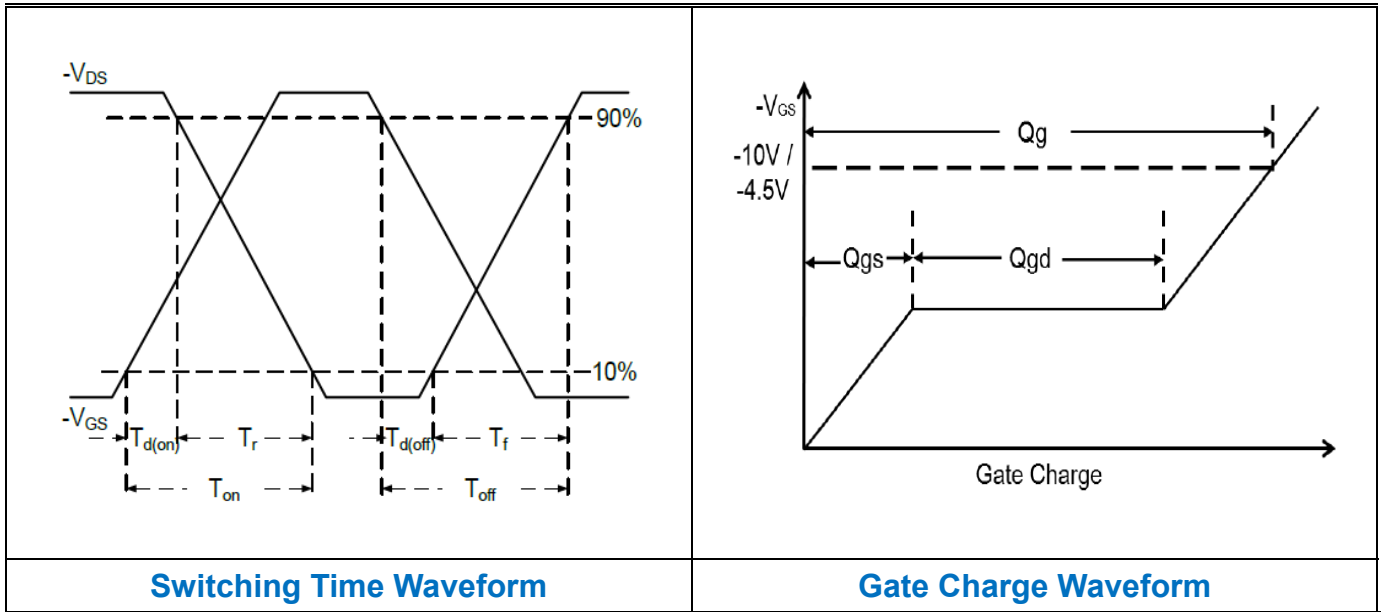 -VDS
90%
10%
-VGS
Td(on)
Tr
Td(off)
Tf
Ton
Toff
Switching Time Waveform
-VGS
Qg
-10V /
-4.5V
Qgs
Qgd
Gate Charge
Gate Charge Waveform